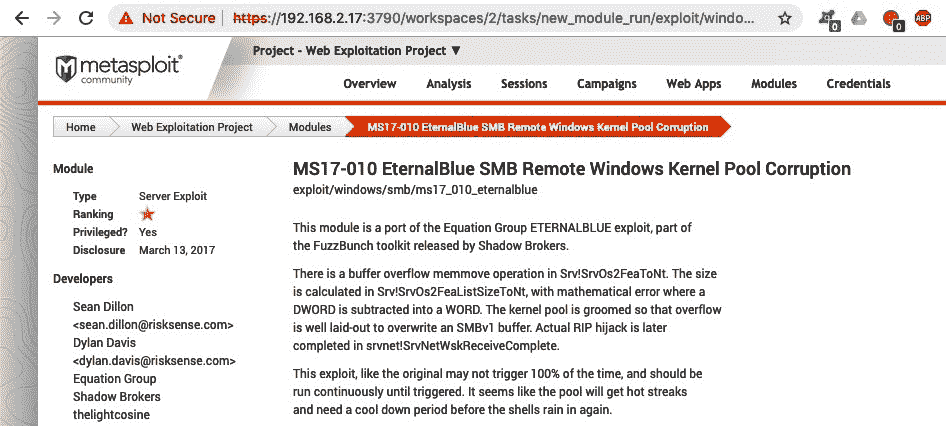 Not Secure | https://192.168.2.17:3790/workspaces/2/tasks/new_module_run/exploit/windo...
0
0
ABP
metasploit®
community
Project - Web Exploitation Project ▼
Overview Analysis Sessions Campaigns Web Apps Modules Credentials
Home Web Exploitation Project Modules MS17-010 EternalBlue SMB Remote Windows Kernel Pool Corruption
Module
Type Server Exploit
Ranking
Privileged? Yes
Disclosure March 13, 2017
Developers
Sean Dillon
<sean.dillon@risksense.com>
Dylan Davis
<dylan.davis@risksense.com>
Equation Group
Shadow Brokers
thelightcosine
MS17-010 EternalBlue SMB Remote Windows Kernel Pool Corruption
exploit/windows/smb/ms17_010_eternalblue
This module is a port of the Equation Group ETERNALBLUE exploit, part
of the FuzzBunch toolkit released by Shadow Brokers.
There is a buffer overflow memmove operation in Srv!SrvOs2FeaToNt. The size
is calculated in Srv!SrvOs2FeaListSizeToNt, with mathematical error where a
DWORD is subtracted into a WORD. The kernel pool is groomed so that overflow
is well laid-out to overwrite an SMBv1 buffer. Actual RIP hijack is later
completed in srvnet!SrvNetWskReceiveComplete.
This exploit, like the original may not trigger 100% of the time, and should be
run continuously until triggered. It seems like the pool will get hot streaks
and need a cool down period before the shells rain in again.